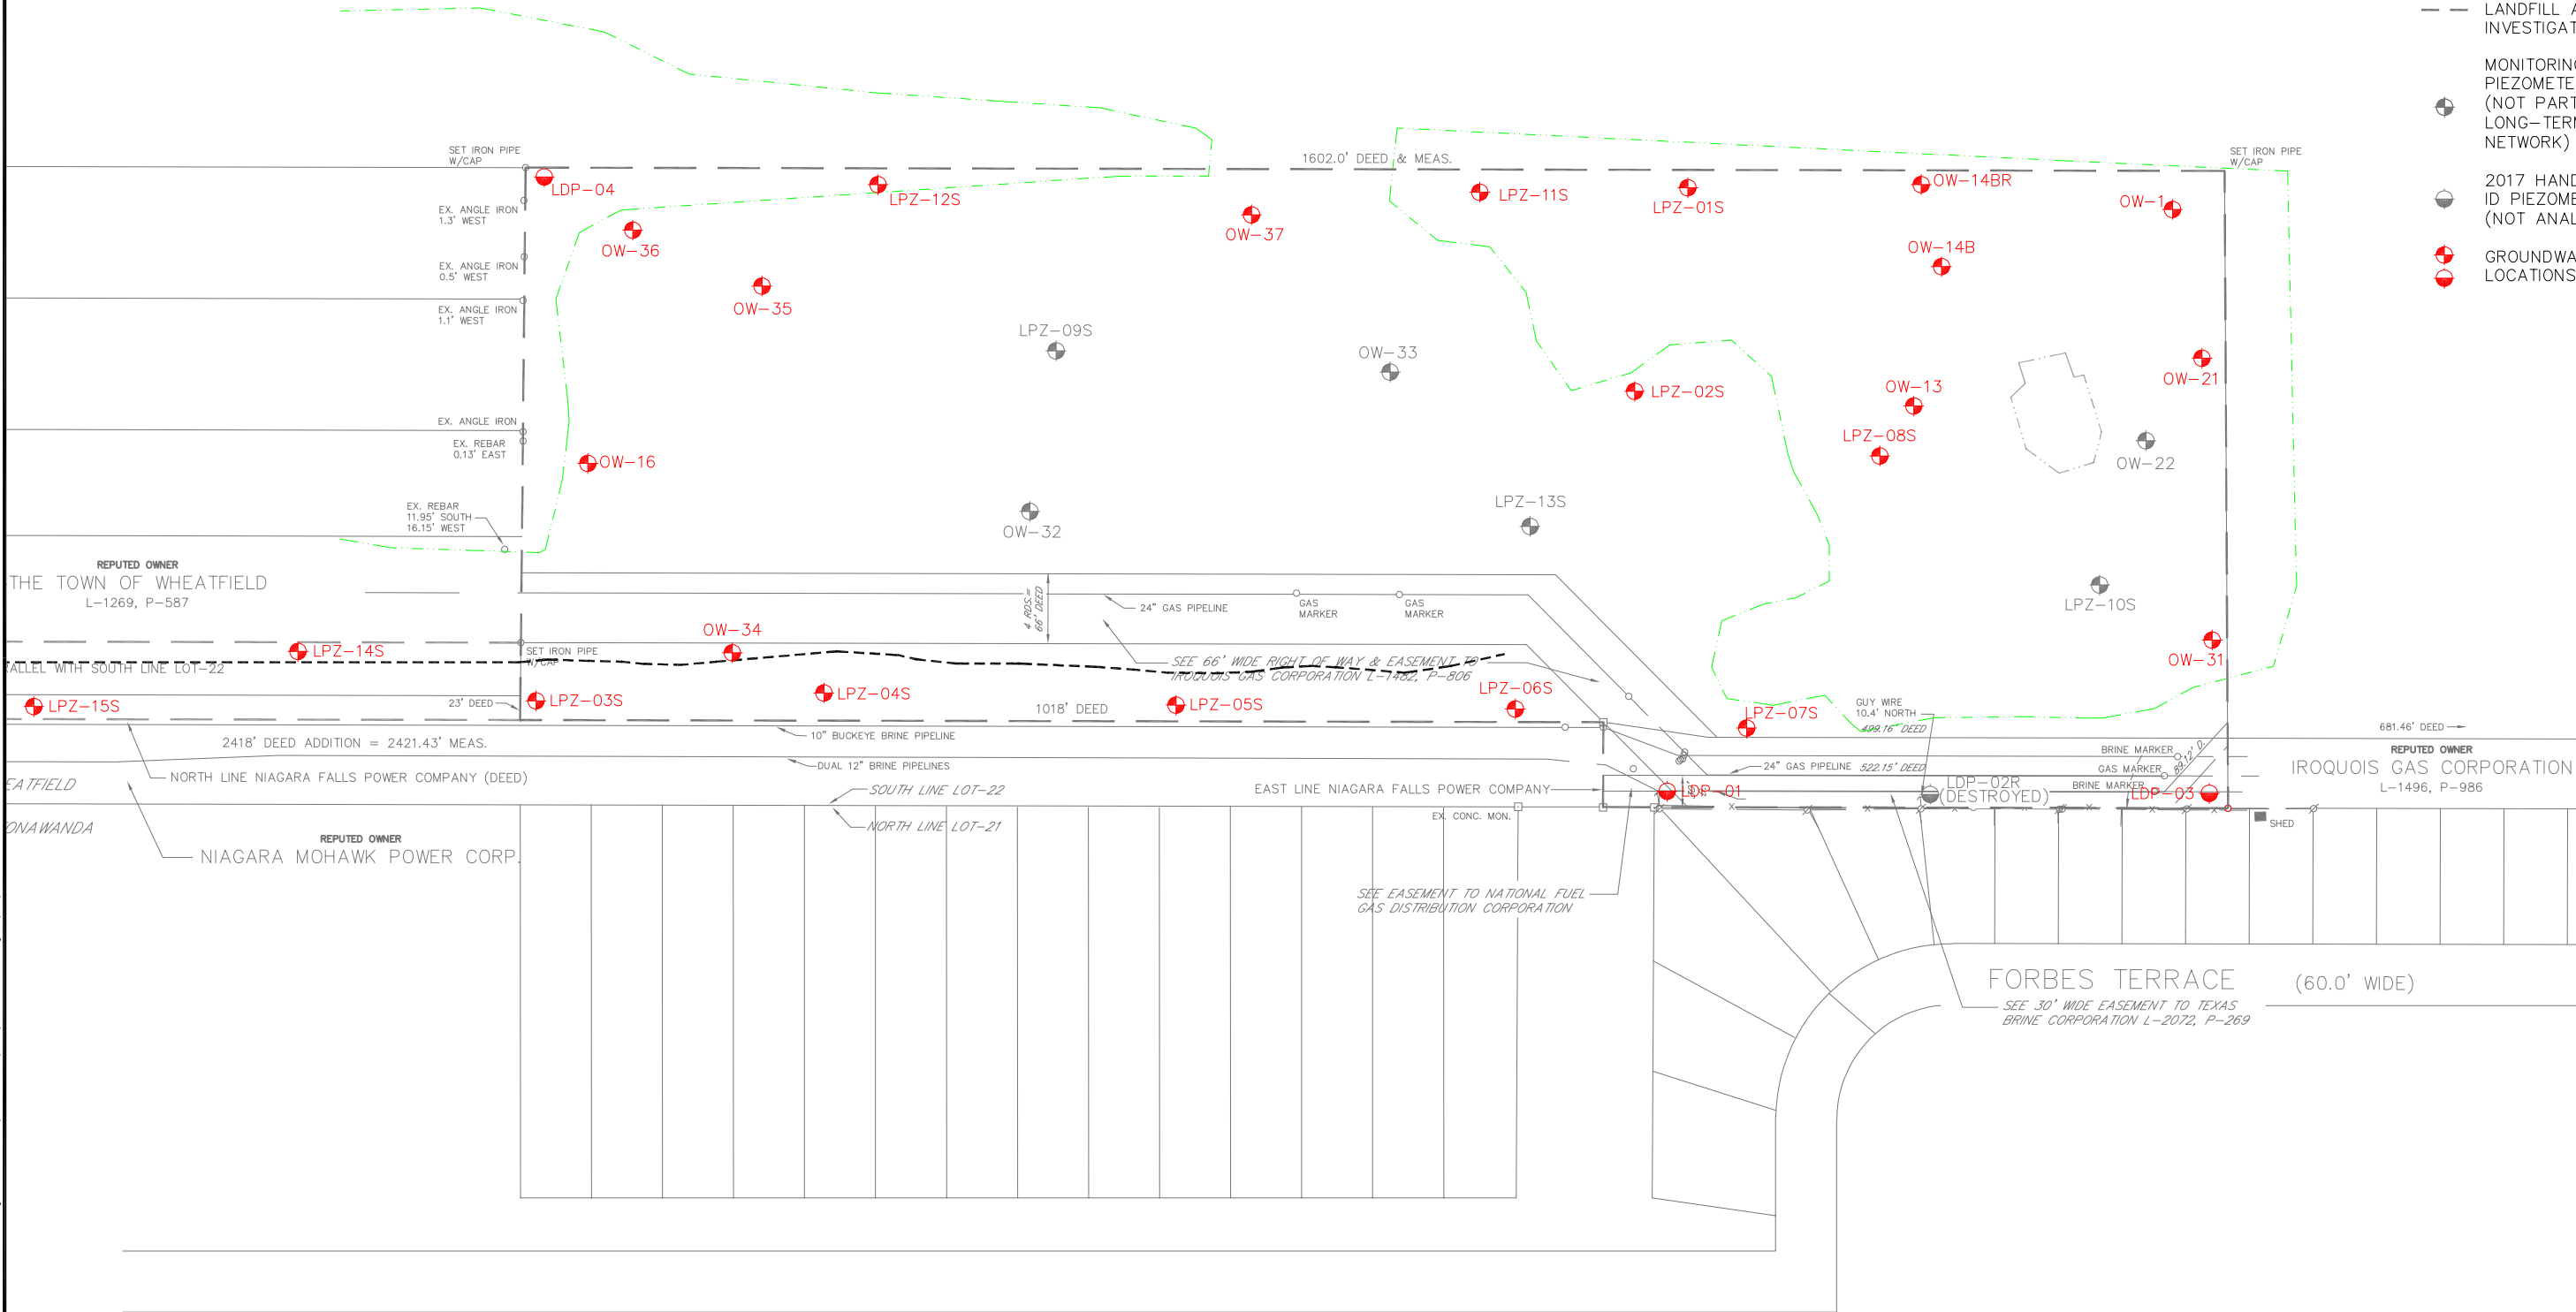 LANDFILL
INVESTIGAT
MONITORING
PIEZOMETE
(NOT PART
LONG-TERM
NETWORK)
2017 HAND
ID PIEZOME
(NOT ANAL
GROUNDWA
LOCATIONS
SET IRON PIPE
W/CAP
1602.0' DEED & MEAS.
SET IRON PIPE
W/CAP
LDP-04
LPZ-12S
LPZ-11S
LPZ-01S
OW-14BR
OW-1
EX. ANGLE IRON
1.3' WEST
OW-36
OW-37
OW-14B
EX. ANGLE IRON
0.5' WEST
OW-35
EX. ANGLE IRON
1.1' WEST
LPZ-09S
OW-33
OW-21
LPZ-02S
OW-13
EX. ANGLE IRON
EX. REBAR
0.13' EAST
LPZ-08S
OW-16
OW-22
EX. REBAR
11.95' SOUTH
16.15' WEST
LPZ-13S
OW-32
REPUTED OWNER
THE TOWN OF WHEATFIELD
L-1269, P-587
4 RDS.=
66' DEED
24" GAS PIPELINE
GAS
MARKER
GAS
MARKER
LPZ-10S
OW-34
LPZ-14S
SET IRON PIPE
W/CAP
OW-31
ALLEL WITH SOUTH LINE LOT-22
SEE 66' WIDE RIGHT OF WAY & EASEMENT TO
IROQUOIS GAS CORPORATION L-1482, P-806
LPZ-15S
23' DEED
LPZ-03S
LPZ-04S
LPZ-05S
LPZ-06S
1018' DEED
LPZ-07S
GUY WIRE
10.4' NORTH
499.16' DEED
681.46' DEED
10" BUCKEYE BRINE PIPELINE
2418' DEED ADDITION = 2421.43' MEAS.
BRINE MARKER
REPUTED OWNER
IROQUOIS GAS CORPORATION
L-1496, P-986
DUAL 12" BRINE PIPELINES
24" GAS PIPELINE
522.15' DEED
GAS MARKER
89.12' D.
NORTH LINE NIAGARA FALLS POWER COMPANY (DEED)
EATFIELD
SOUTH LINE LOT-22
EAST LINE NIAGARA FALLS POWER COMPANY
LDP-01
LDP-02R
(DESTROYED)
BRINE MARKER
LDP-03
EX. CONC. MON.
SHED
ONAWANDA
NORTH LINE LOT-21
REPUTED OWNER
NIAGARA MOHAWK POWER CORP.
SEE EASEMENT TO NATIONAL FUEL
GAS DISTRIBUTION CORPORATION
FORBES TERRACE (60.0' WIDE)
SEE 30' WIDE EASEMENT TO TEXAS
BRINE CORPORATION L-2072, P-269